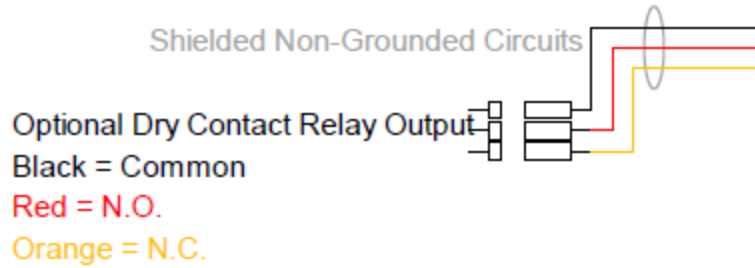 Shielded Non-Grounded Circuits
Optional Dry Contact Relay Output
Black = Common
Red = N.O.
Orange = N.C.